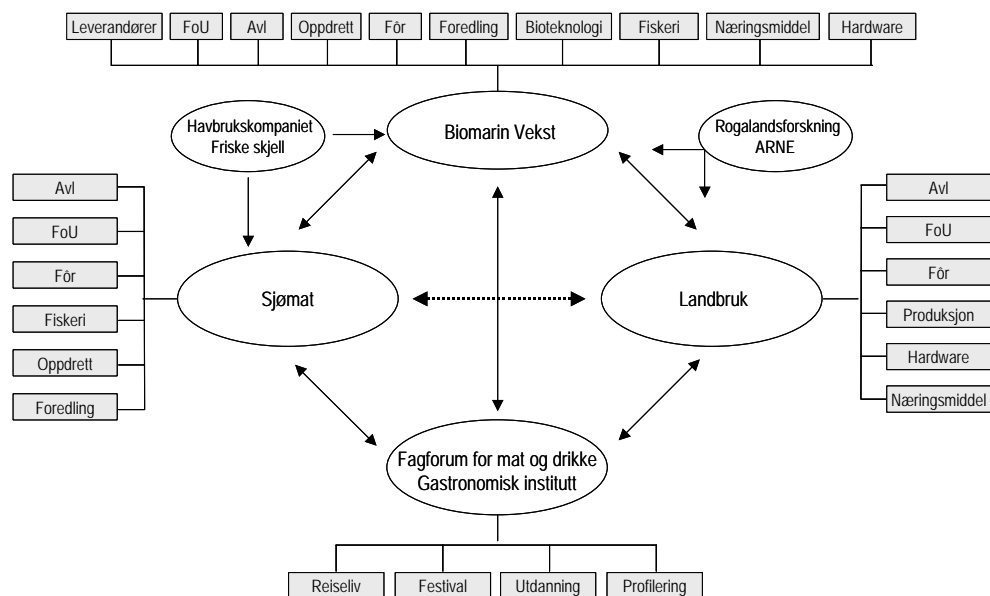 Leverandører
FoU
Avl
Oppdrett
Fôr
Foredling
Bioteknologi
Fiskeri
Næringsmiddel
Hardware
Havbrukskompaniet
Friske skjell
Biomarin Vekst
Rogalandsforskning
ARNE
Avl
FoU
Fôr
Fiskeri
Oppdrett
Foredling
Sjømat
Landbruk
Avl
FoU
Fôr
Produksjon
Hardware
Næringsmiddel
Fagforum for mat og drikke
Gastronomisk institutt
Reiseliv
Festival
Utdanning
Profilering